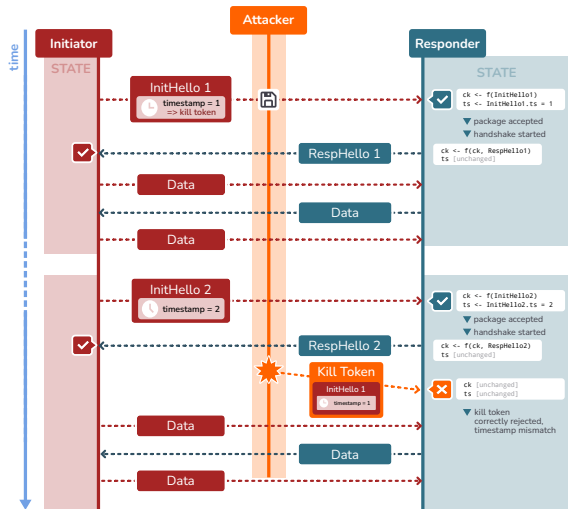 Attacker
Initiator
Responder
time
STATE
STATE
InitHello 1
timestamp = 1
=> kill token
ck <- f(InitHello1)
ts <- InitHello1.ts = 1
package accepted
handshake started
RespHello 1
ck <- f(ck, RespHello1)
ts [unchanged]
Data
Data
Data
InitHello 2
timestamp = 2
ck <- f(InitHello2)
ts <- InitHello2.ts = 2
package accepted
handshake started
RespHello 2
ck <- f(ck, RespHello2)
ts [unchanged]
Kill Token
InitHello 1
timestamp = 1
ck [unchanged]
ts [unchanged]
kill token
correctly rejected,
timestamp mismatch
Data
Data
Data